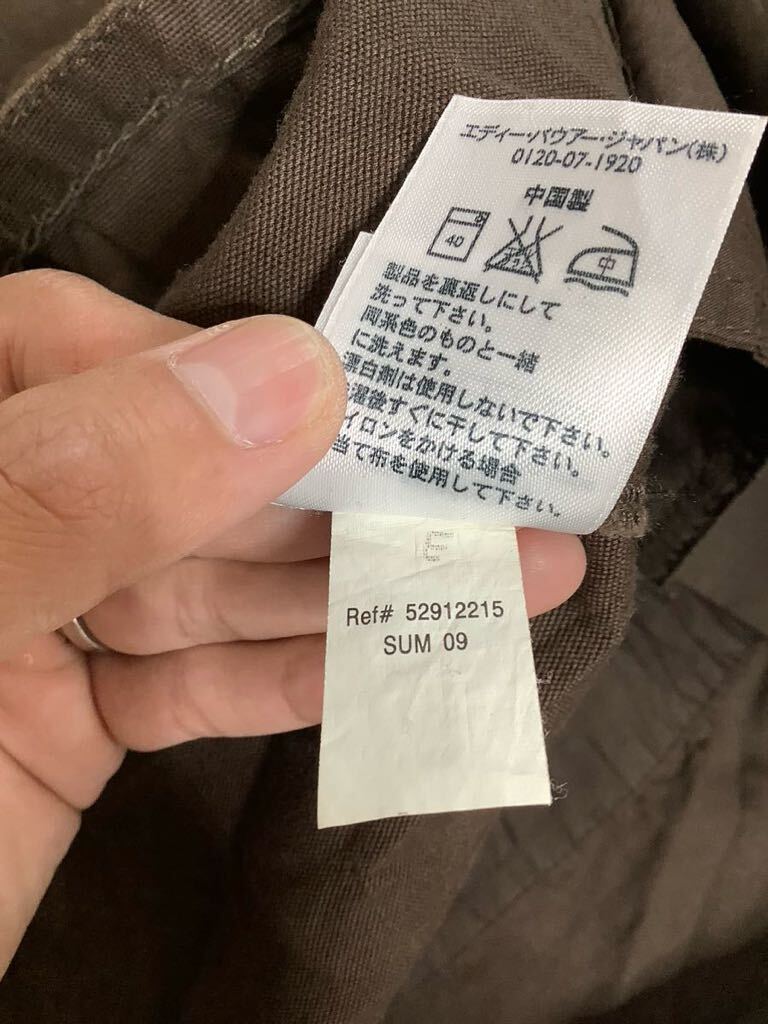 エディー・バウアー・ジャパン(株)
0120-07-1920
中国製
40 中
製品を裏返しにして
洗って下さい。
同系色のものと一緒
に洗えます。
漂白剤は使用しないで下さい。
濯後すぐに干して下さい。
イロンをかける場合
当て布を使用して下さい。
E
Ref# 52912215
SUM 09